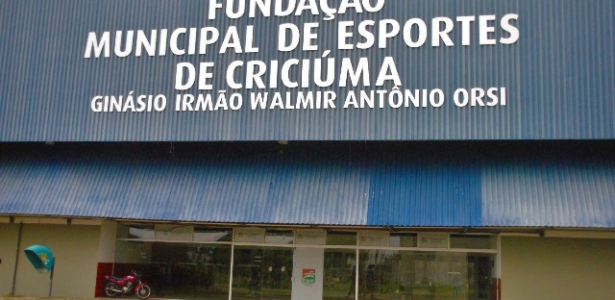 FUNDAÇÃO
MUNICIPAL DE ESPORTES
DE CRICIÚMA
GINÁSIO IRMÃO WALMIR ANTÔNIO ORSI